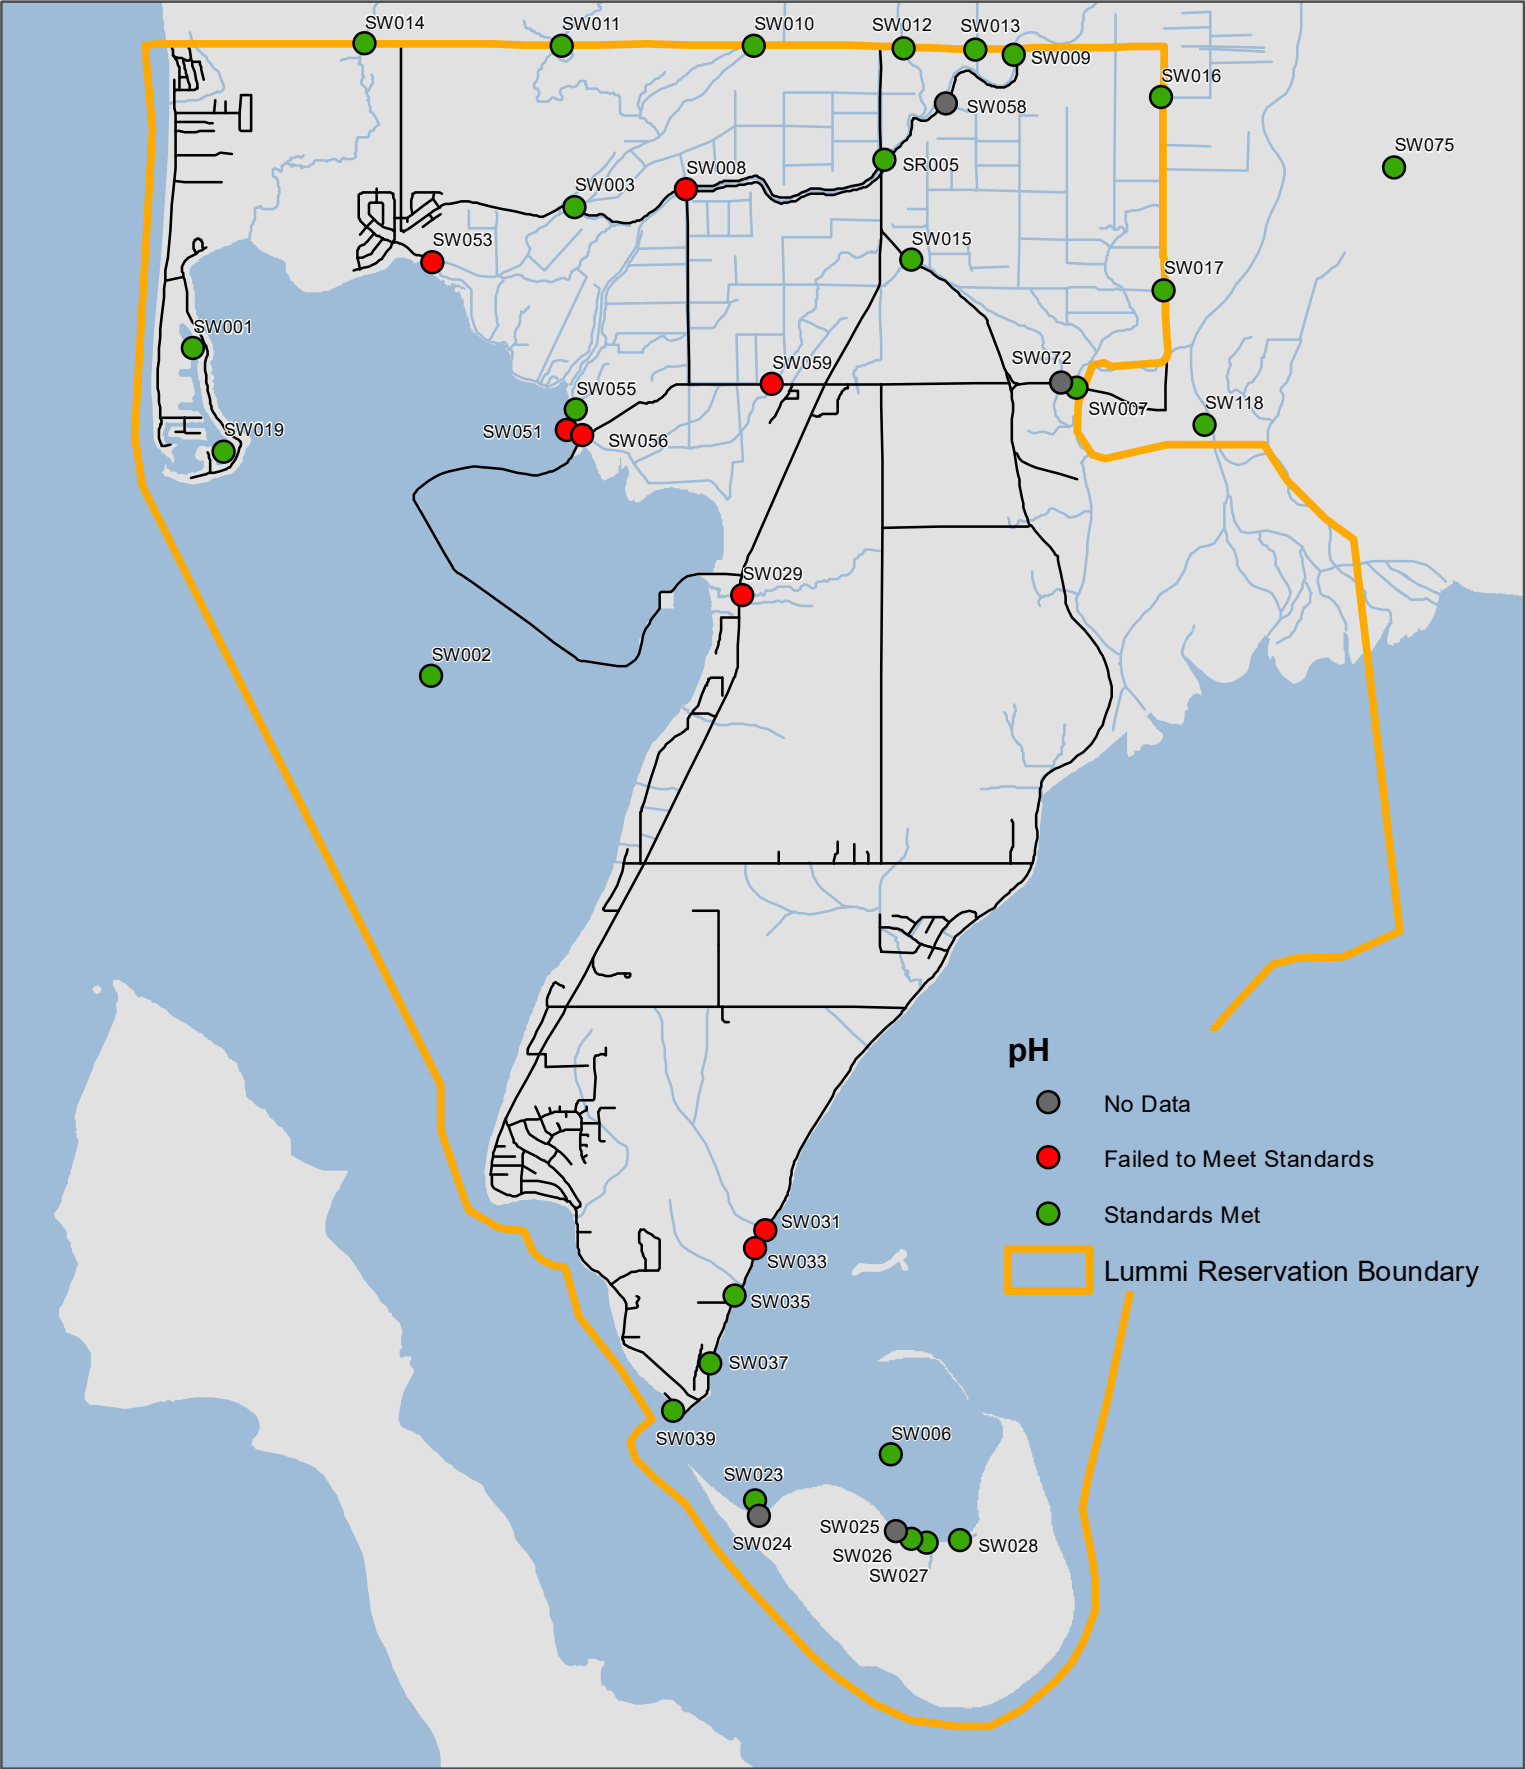 SW014
SW011
SW010
SW012
SW013
SW009
SW016
SW058
SW075
SR005
SW008
SW003
SW053
SW015
SW017
SW001
SW072
SW059
SW055
SW007
SW118
SW019
SW051
SW056
SW029
SW002
pH
No Data
Failed to Meet Standards
Standards Met
Lummi Reservation Boundary
SW031
SW033
SW035
SW037
SW039
SW006
SW023
SW024
SW025
SW026
SW027
SW028